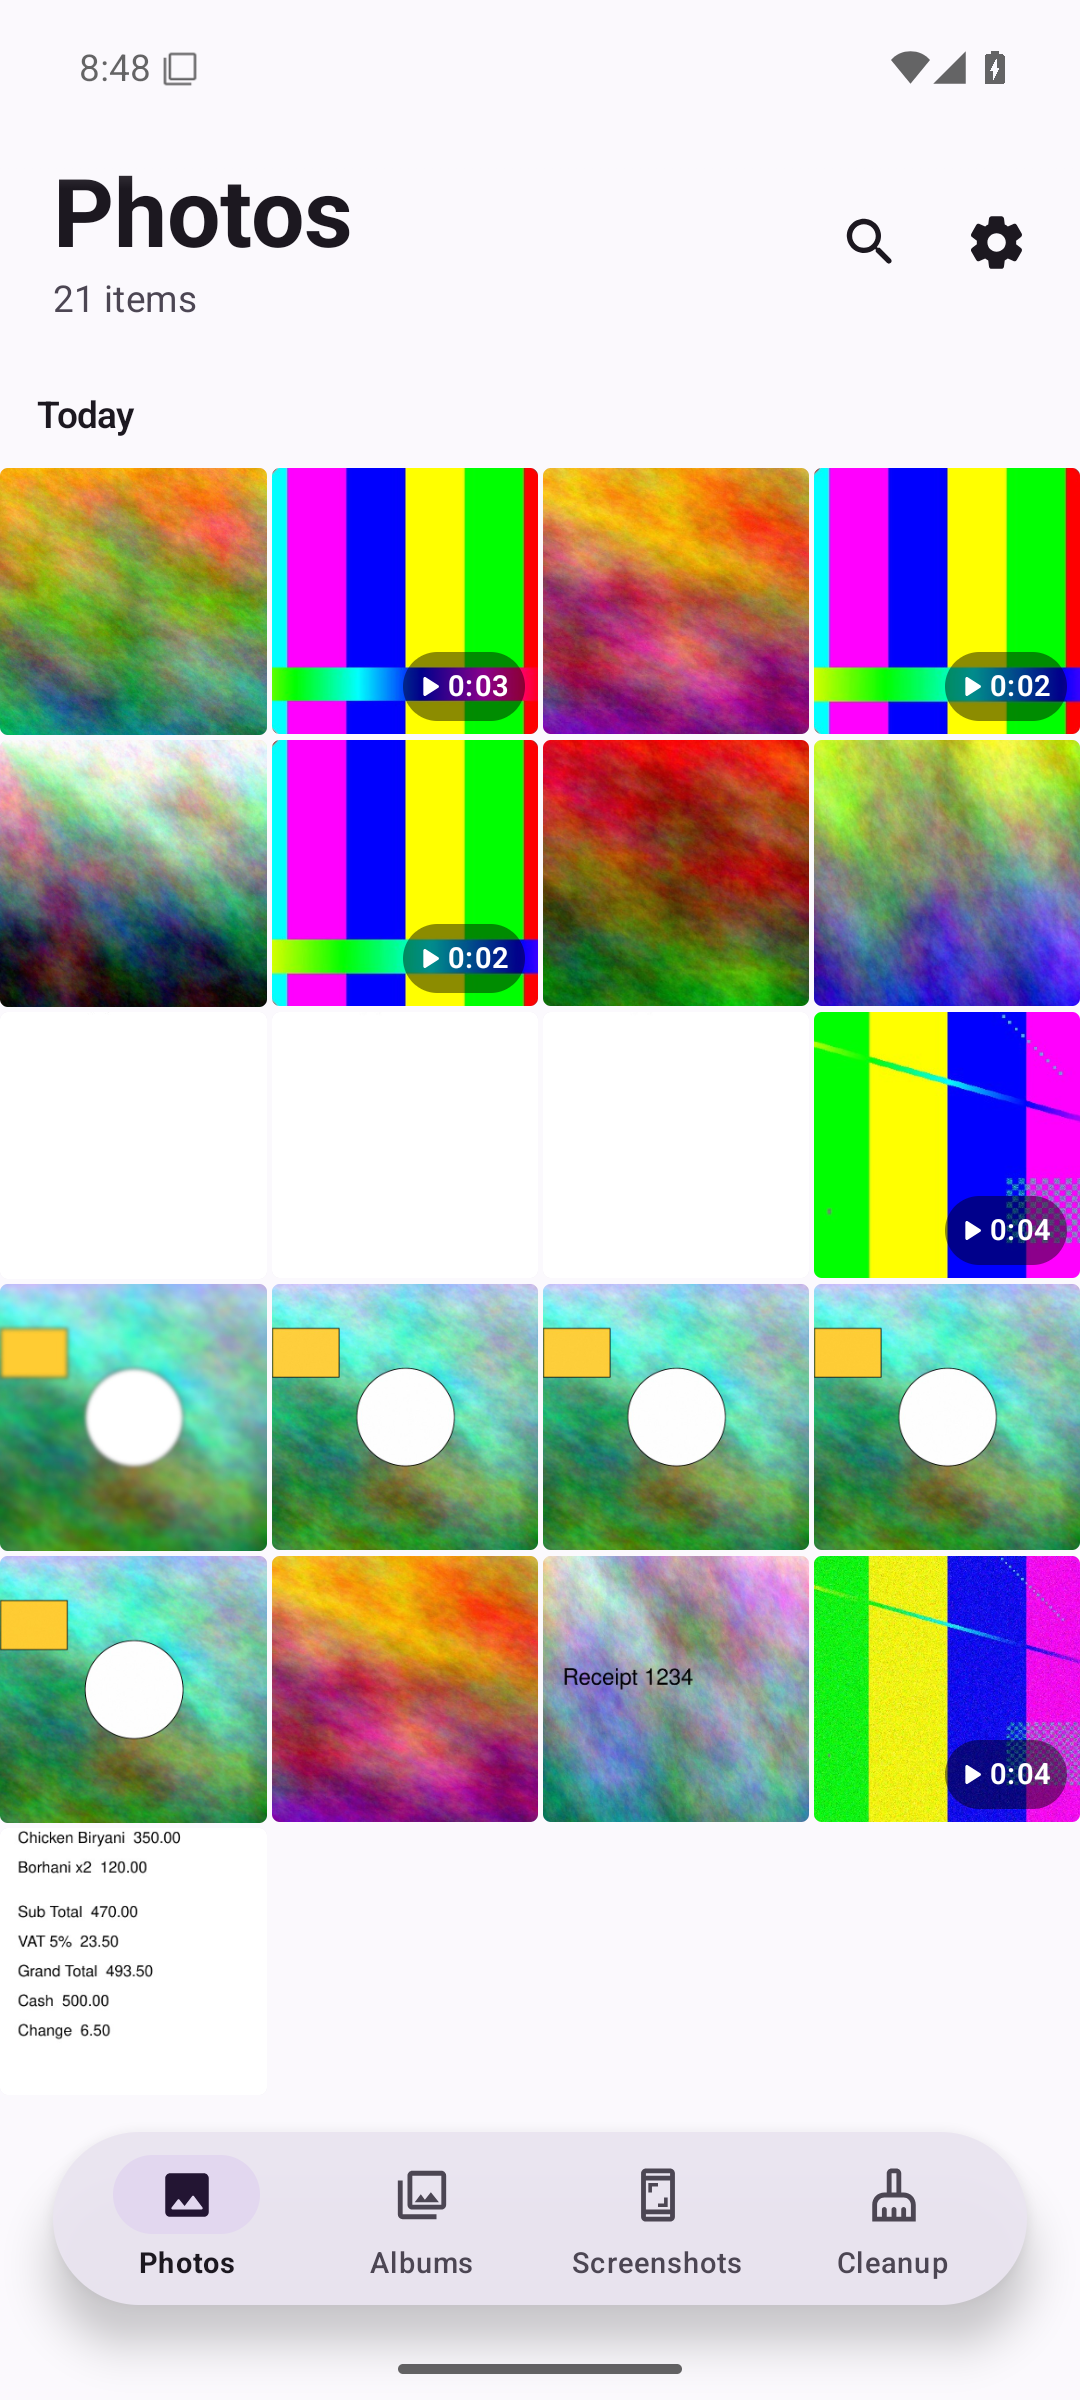 8:48
Photos
21 items
Today
0:03
0:02
0:02
0:04
Receipt 1234
0:04
Chicken Biryani 350.00
Borhani x2 120.00
Sub Total 470.00
VAT 5% 23.50
Grand Total 493.50
Cash 500.00
Change 6.50
Photos
Albums
Screenshots
Cleanup